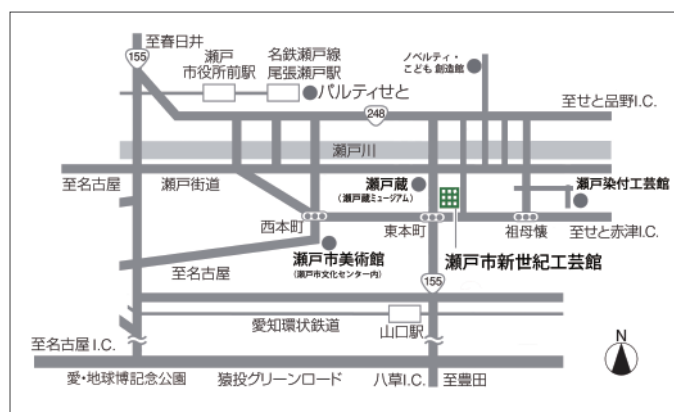 至春日井
155
瀬戸
市役所前駅
名鉄瀬戸線
尾張瀬戸駅
パルティせと
ノベルティ・
こども創造館
248
至せと品野I.C.
瀬戸川
至名古屋
瀬戸街道
瀬戸蔵
(瀬戸蔵ミュージアム)
瀬戸染付工芸館
西本町
東本町
祖母懐
至せと赤津I.C.
瀬戸市美術館
(瀬戸市文化センター内)
瀬戸市新世紀工芸館
至名古屋
155
愛知環状鉄道
山口駅
至名古屋I.C.
愛・地球博記念公園
猿投グリーンロード
八草I.C.
至豊田
N